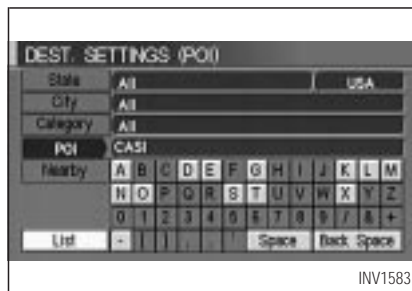 DEST. SETTINGS (POI)
State All USA
City All
Category All
POI CASI
Nearby A B C D E F G H I J K L M
N O P Q R S T U V W X Y Z
0 1 2 3 4 5 6 7 8 9 / & +
List - ( ) . , ' Space Back Space
INV1583